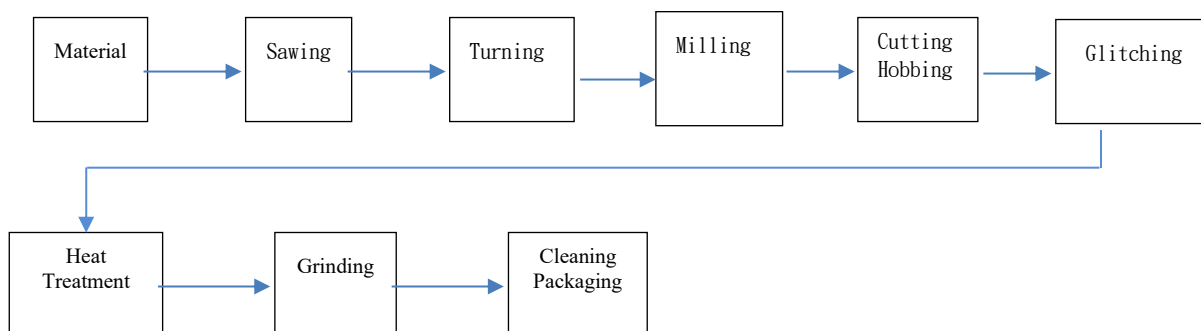 Material
Sawing
Turning
Milling
Cutting
Hobbing
Glitching
Heat
Treatment
Grinding
Cleaning
Packaging